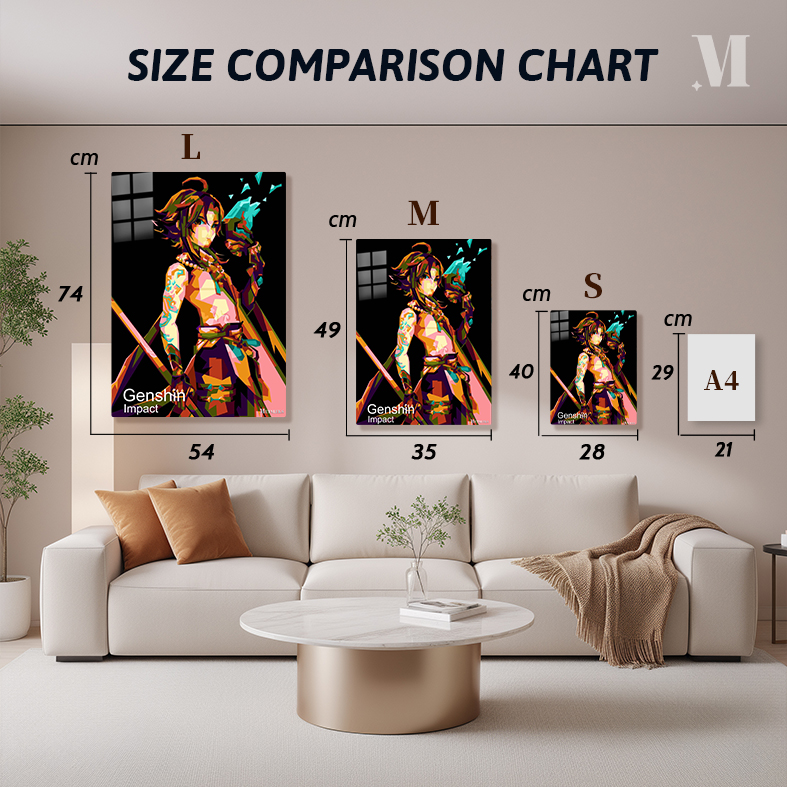 SIZE COMPARISON CHART
M
cm
L
74
54
Genshin
Impact
cm
M
49
35
Genshin
Impact
cm
S
40
28
Genshin
Impact
cm
29
A4
21